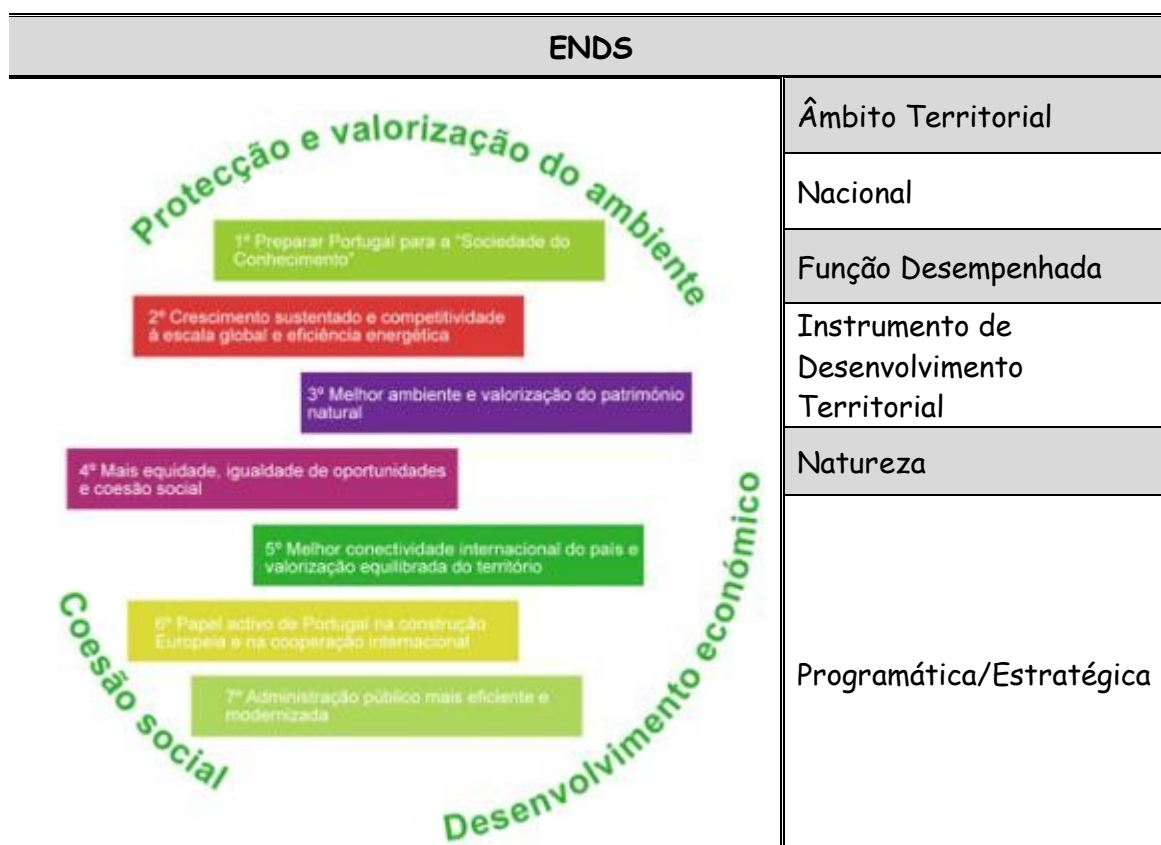 ENDS
Protecção e valorização do ambiente
1º Preparar Portugal para a "Sociedade do
Conhecimento"
2º Crescimento sustentado e competitividade
á escala global e eficiência energética
3º Melhor ambiente e valorização do património
natural
4º Mais equidade, igualdade de oportunidades
e coesão social
5º Melhor conectividade internacional do país e
valorização equilibrada do território
6º Papel activo de Portugal na construção
Europeia e na cooperação internacional
7º Administração público mais eficiente e
modernizada
Coesão social
Desenvolvimento económico
Âmbito Territorial
Nacional
Função Desempenhada
Instrumento de
Desenvolvimento
Territorial
Natureza
Programática/Estratégica